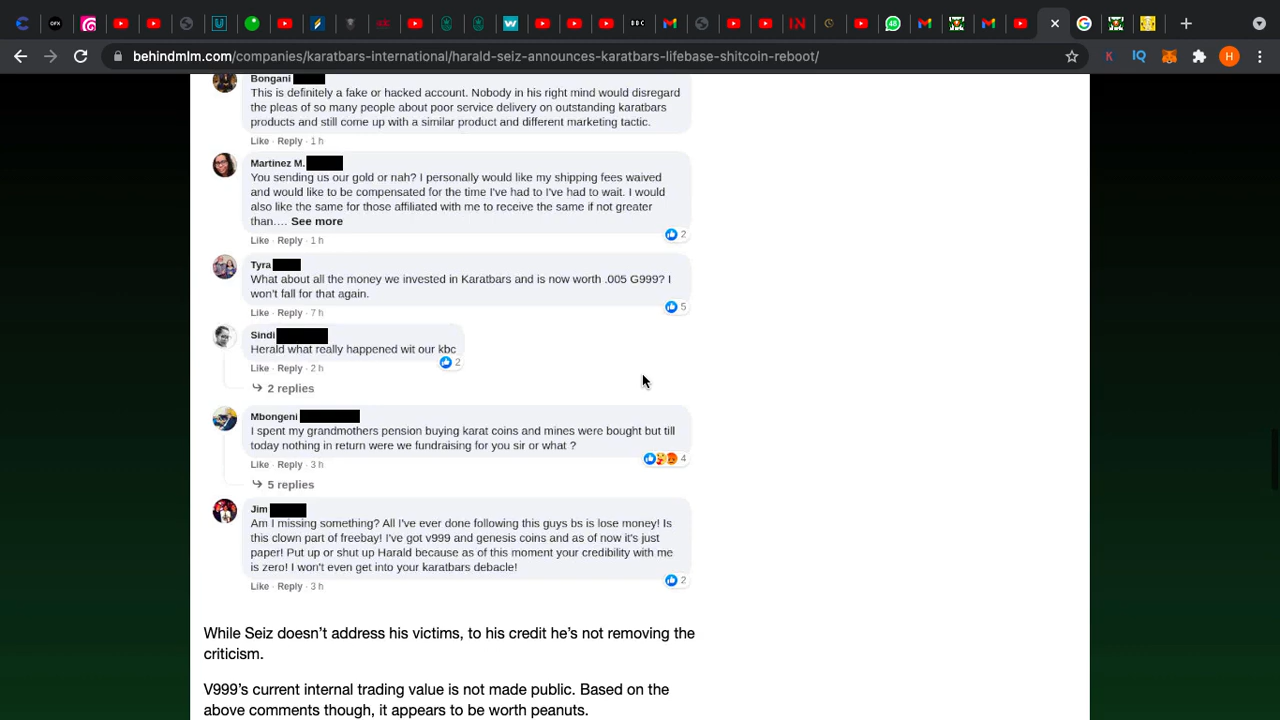 behindmlm.com/companies/karatbars-international/harald-seiz-announces-karatbars-lifebase-shitcoin-reboot/
Bongani
This is definitely a fake or hacked account. Nobody in his right mind would disregard
the pleas of so many people about poor service delivery on outstanding karatbars
products and still come up with a similar product and different marketing tactic.
Like · Reply · 1 h
Martinez M.
You sending us our gold or nah? I personally would like my shipping fees waived
and would like to be compensated for the time I've had to I've had to wait. I would
also like the same for those affiliated with me to receive the same if not greater
than.... See more
2
Like · Reply · 1 h
Tyra
What about all the money we invested in Karatbars and is now worth .005 G999? I
won't fall for that again.
5
Like · Reply · 7 h
Sindi
Herald what really happened wit our kbc
2
Like · Reply · 2 h
2 replies
Mbongeni
I spent my grandmothers pension buying karat coins and mines were bought but till
today nothing in return were we fundraising for you sir or what ?
4
Like · Reply · 3 h
5 replies
Jim
Am I missing something? All I've ever done following this guys bs is lose money! Is
this clown part of freebay! I've got v999 and genesis coins and as of now it's just
paper! Put up or shut up Harald because as of this moment your credibility with me
is zero! I won't even get into your karatbars debacle!
2
Like · Reply · 3 h
While Seiz doesn't address his victims, to his credit he's not removing the
criticism.
V999's current internal trading value is not made public. Based on the
above comments though, it appears to be worth peanuts.